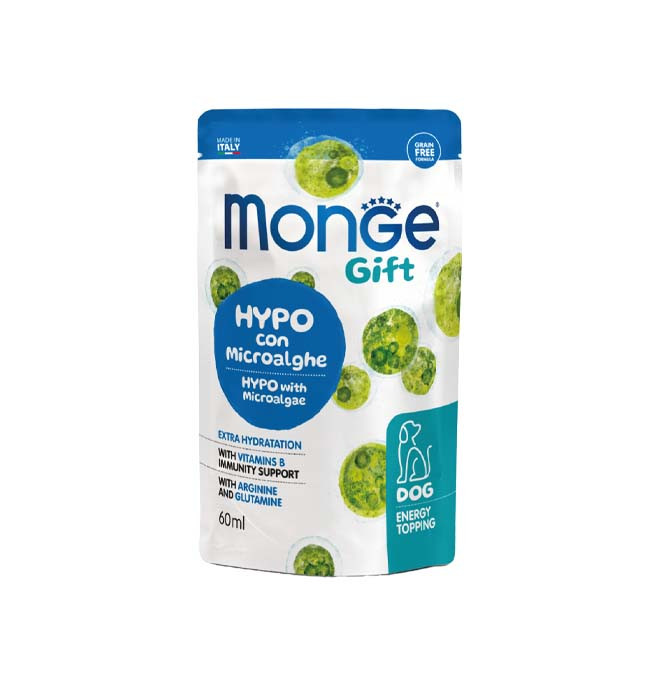 MADE IN
ITALY
GRAIN
FREE
FORMULA
MonGe®
Gift
HYPO
con
Microalghe
HYPO with
Microalgae
EXTRA HYDRATATION
WITH VITAMINS B
IMMUNITY SUPPORT
WITH ARGININE
AND GLUTAMINE
60ml
DOG
ENERGY
TOPPING